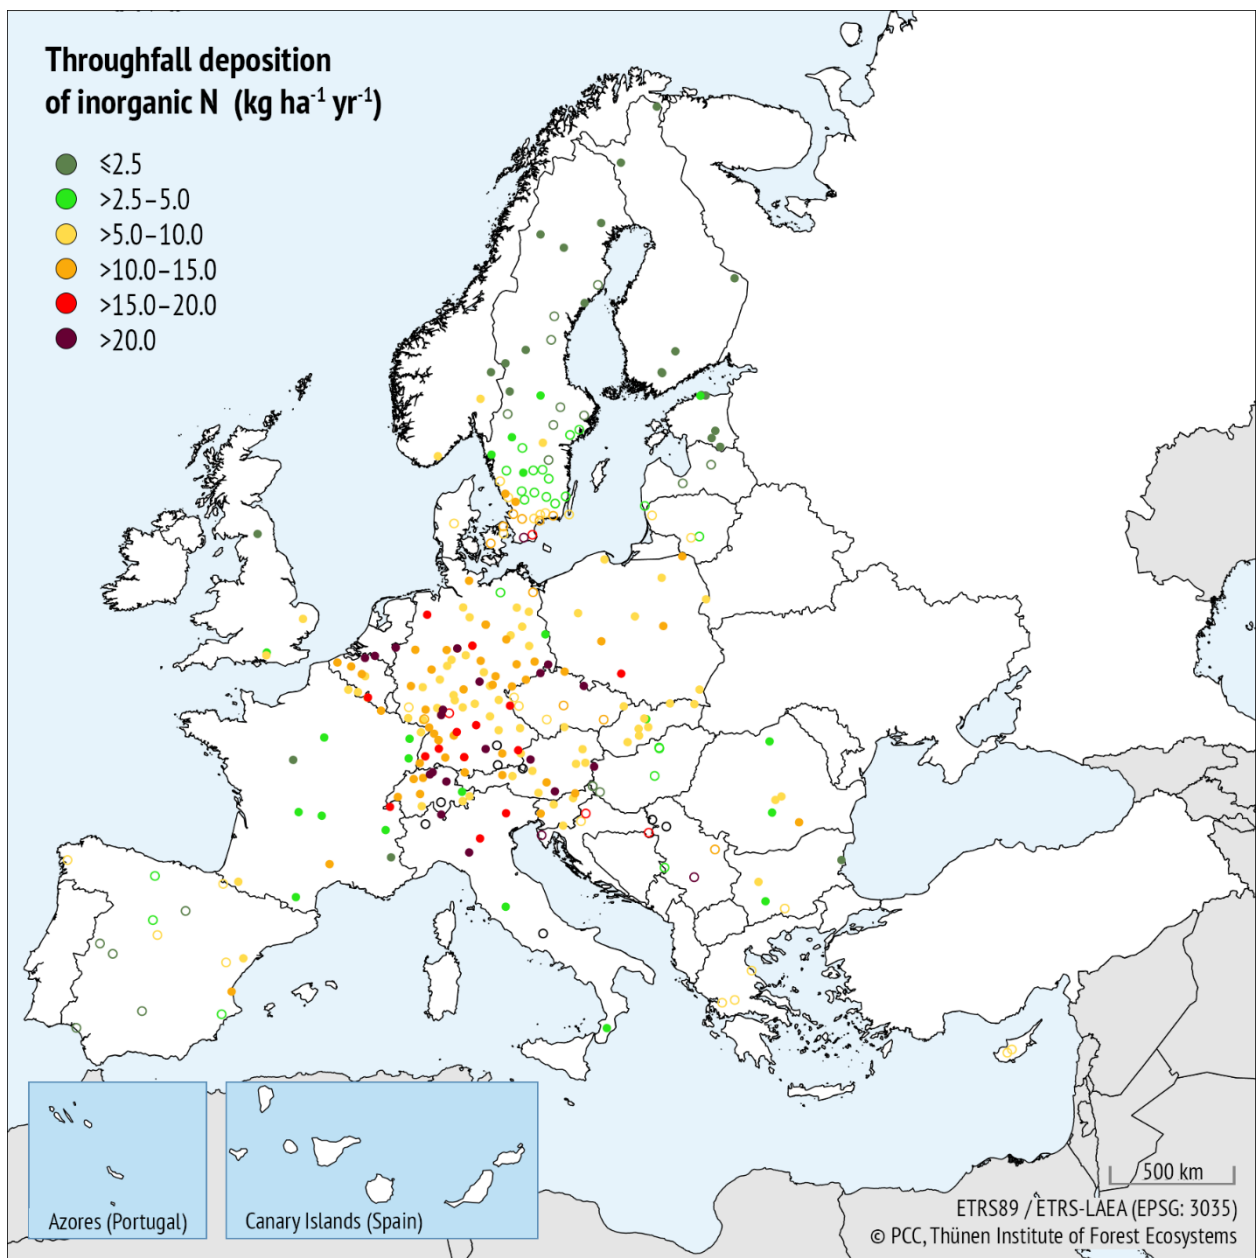 Throughfall deposition
of inorganic N (kg ha⁻¹ yr⁻¹)
≤2.5
>2.5–5.0
>5.0–10.0
>10.0–15.0
>15.0–20.0
>20.0
Azores (Portugal)
Canary Islands (Spain)
500 km
ETRS89 / ETRS-LAEA (EPSG: 3035)
© PCC, Thünen Institute of Forest Ecosystems